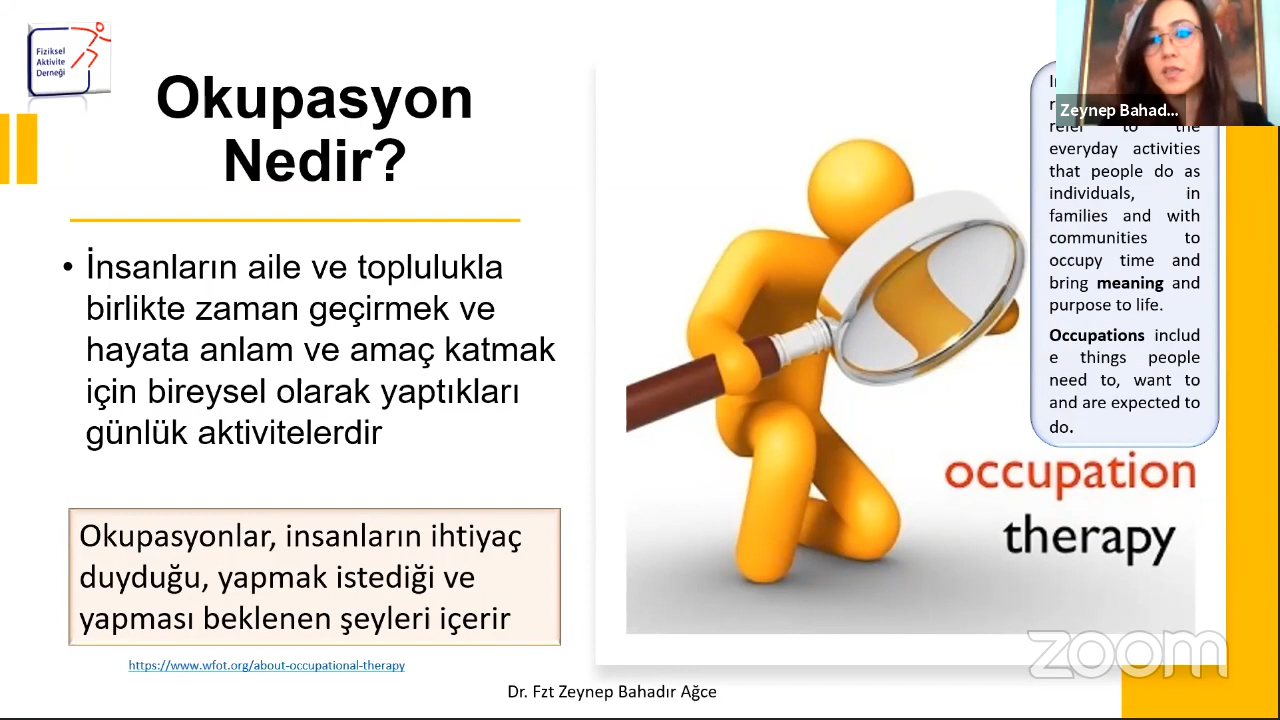 Fiziksel
Aktivite
Derneği
Okupasyon
Nedir?
• İnsanların aile ve toplulukla
birlikte zaman geçirmek ve
hayata anlam ve amaç katmak
için bireysel olarak yaptıkları
günlük aktivitelerdir
Okupasyonlar, insanların ihtiyaç
duyduğu, yapmak istediği ve
yapması beklenen şeyleri içerir
https://www.wfot.org/about-occupational-therapy
Dr. Fzt Zeynep Bahadır Ağce
Zeynep Bahad...
refer to the
everyday activities
that people do as
individuals, in
families and with
communities to
occupy time and
bring meaning and
purpose to life.
Occupations includ
e things people
need to, want to
and are expected to
do.
occupation
therapy
zoom